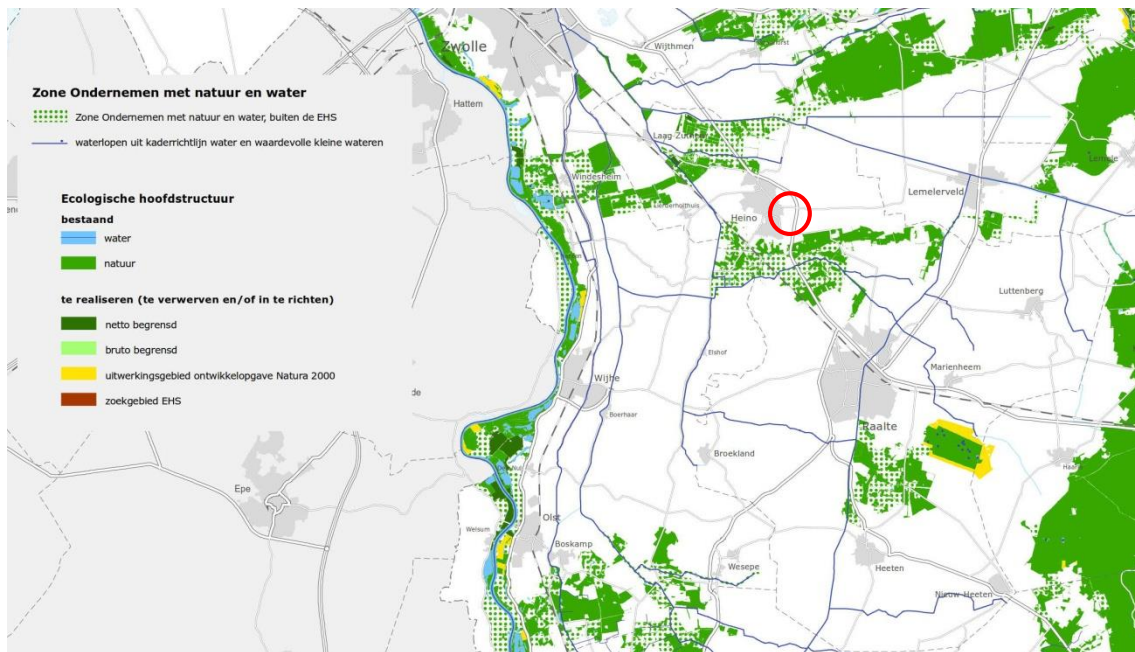 Zwolle
Wijthmen
Hattem
Zone Ondernemen met natuur en water
Zone Ondernemen met natuur en water, buiten de EHS
waterlopen uit kaderrichtlijn water en waardevolle kleine wateren
Ecologische hoofdstructuur
bestaand
water
natuur
te realiseren (te verwerven en/of in te richten)
netto begrensd
bruto begrensd
uitwerkingsgebied ontwikkelopgave Natura 2000
zoekgebied EHS
Windesheim
Lemelerveld
Heino
Luttenberg
Elshof
Marienheem
Wijhe
de
Boerhaar
Raalte
Broekland
Epe
Olst
Welsum
Boskamp
Wesepe
Heeten
Nieuw-Heeten